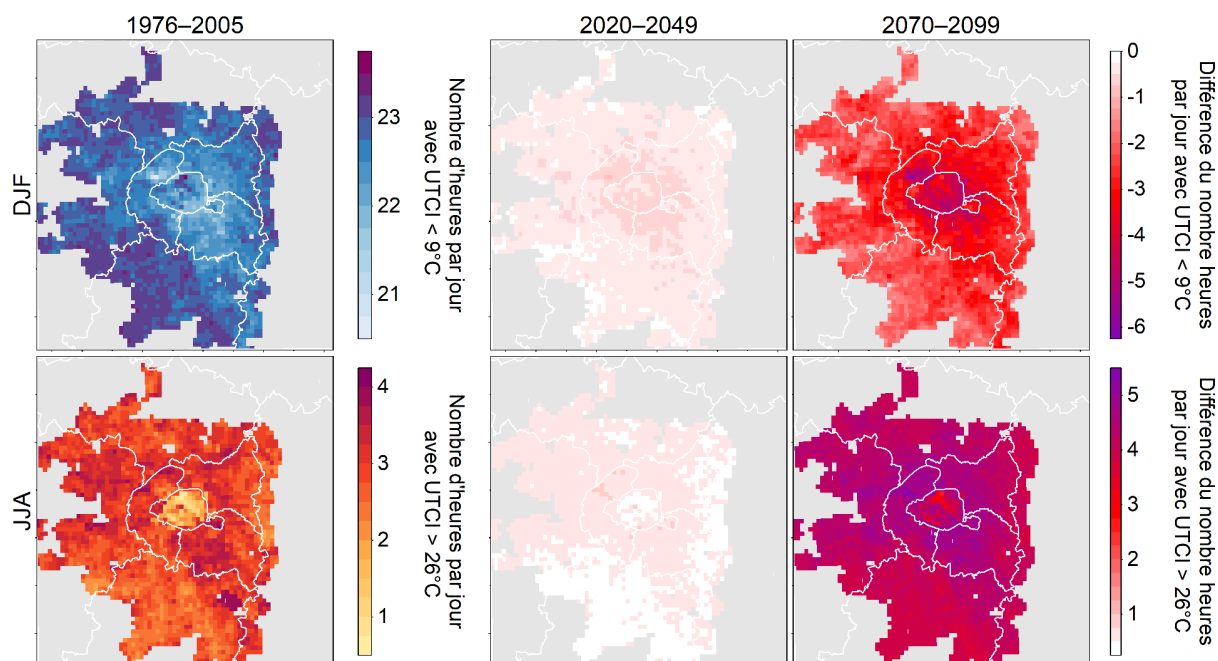 1976–2005
2020–2049
2070–2099
DJF
23
22
21
Nombre d'heures par jour
avec UTCI < 9°C
0
-1
-2
-3
-4
-5
-6
Différence du nombre heures
par jour avec UTCI < 9°C
JJA
4
3
2
1
Nombre d'heures par jour
avec UTCI > 26°C
5
4
3
2
1
Différence du nombre heures
par jour avec UTCI > 26°C